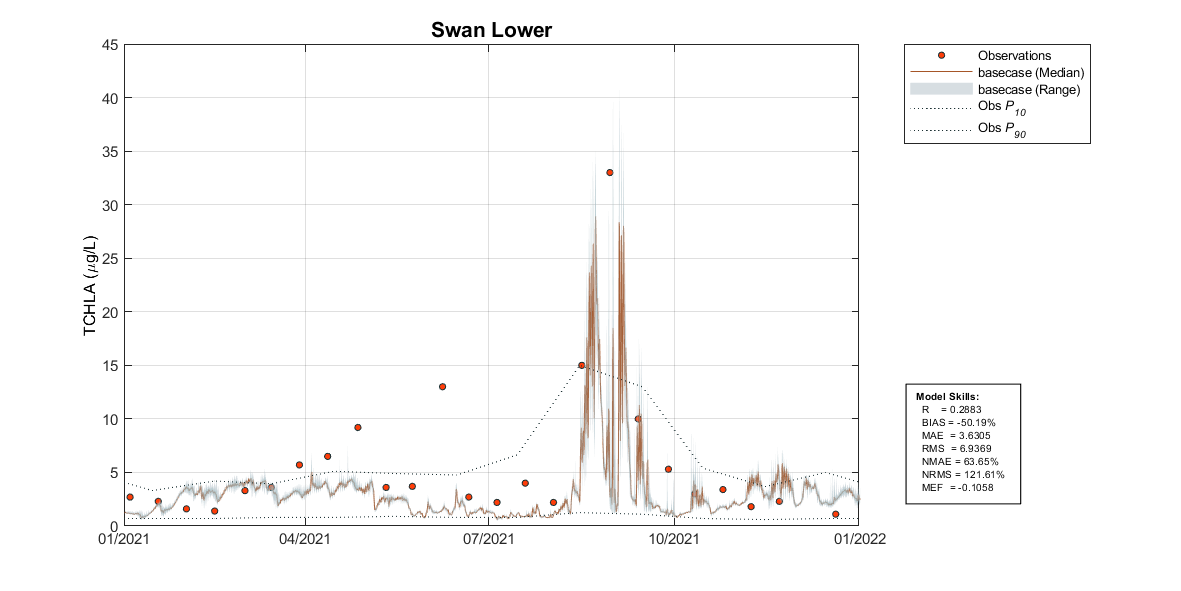 Swan Lower
TCHLA (μg/L)
45
40
35
30
25
20
15
10
5
0
01/2021
04/2021
07/2021
10/2021
01/2022
Observations
basecase (Median)
basecase (Range)
Obs P10
Obs P90
Model Skills:
R = 0.2883
BIAS = -50.19%
MAE = 3.6305
RMS = 6.9369
NMAE = 63.65%
NRMS = 121.61%
MEF = -0.1058